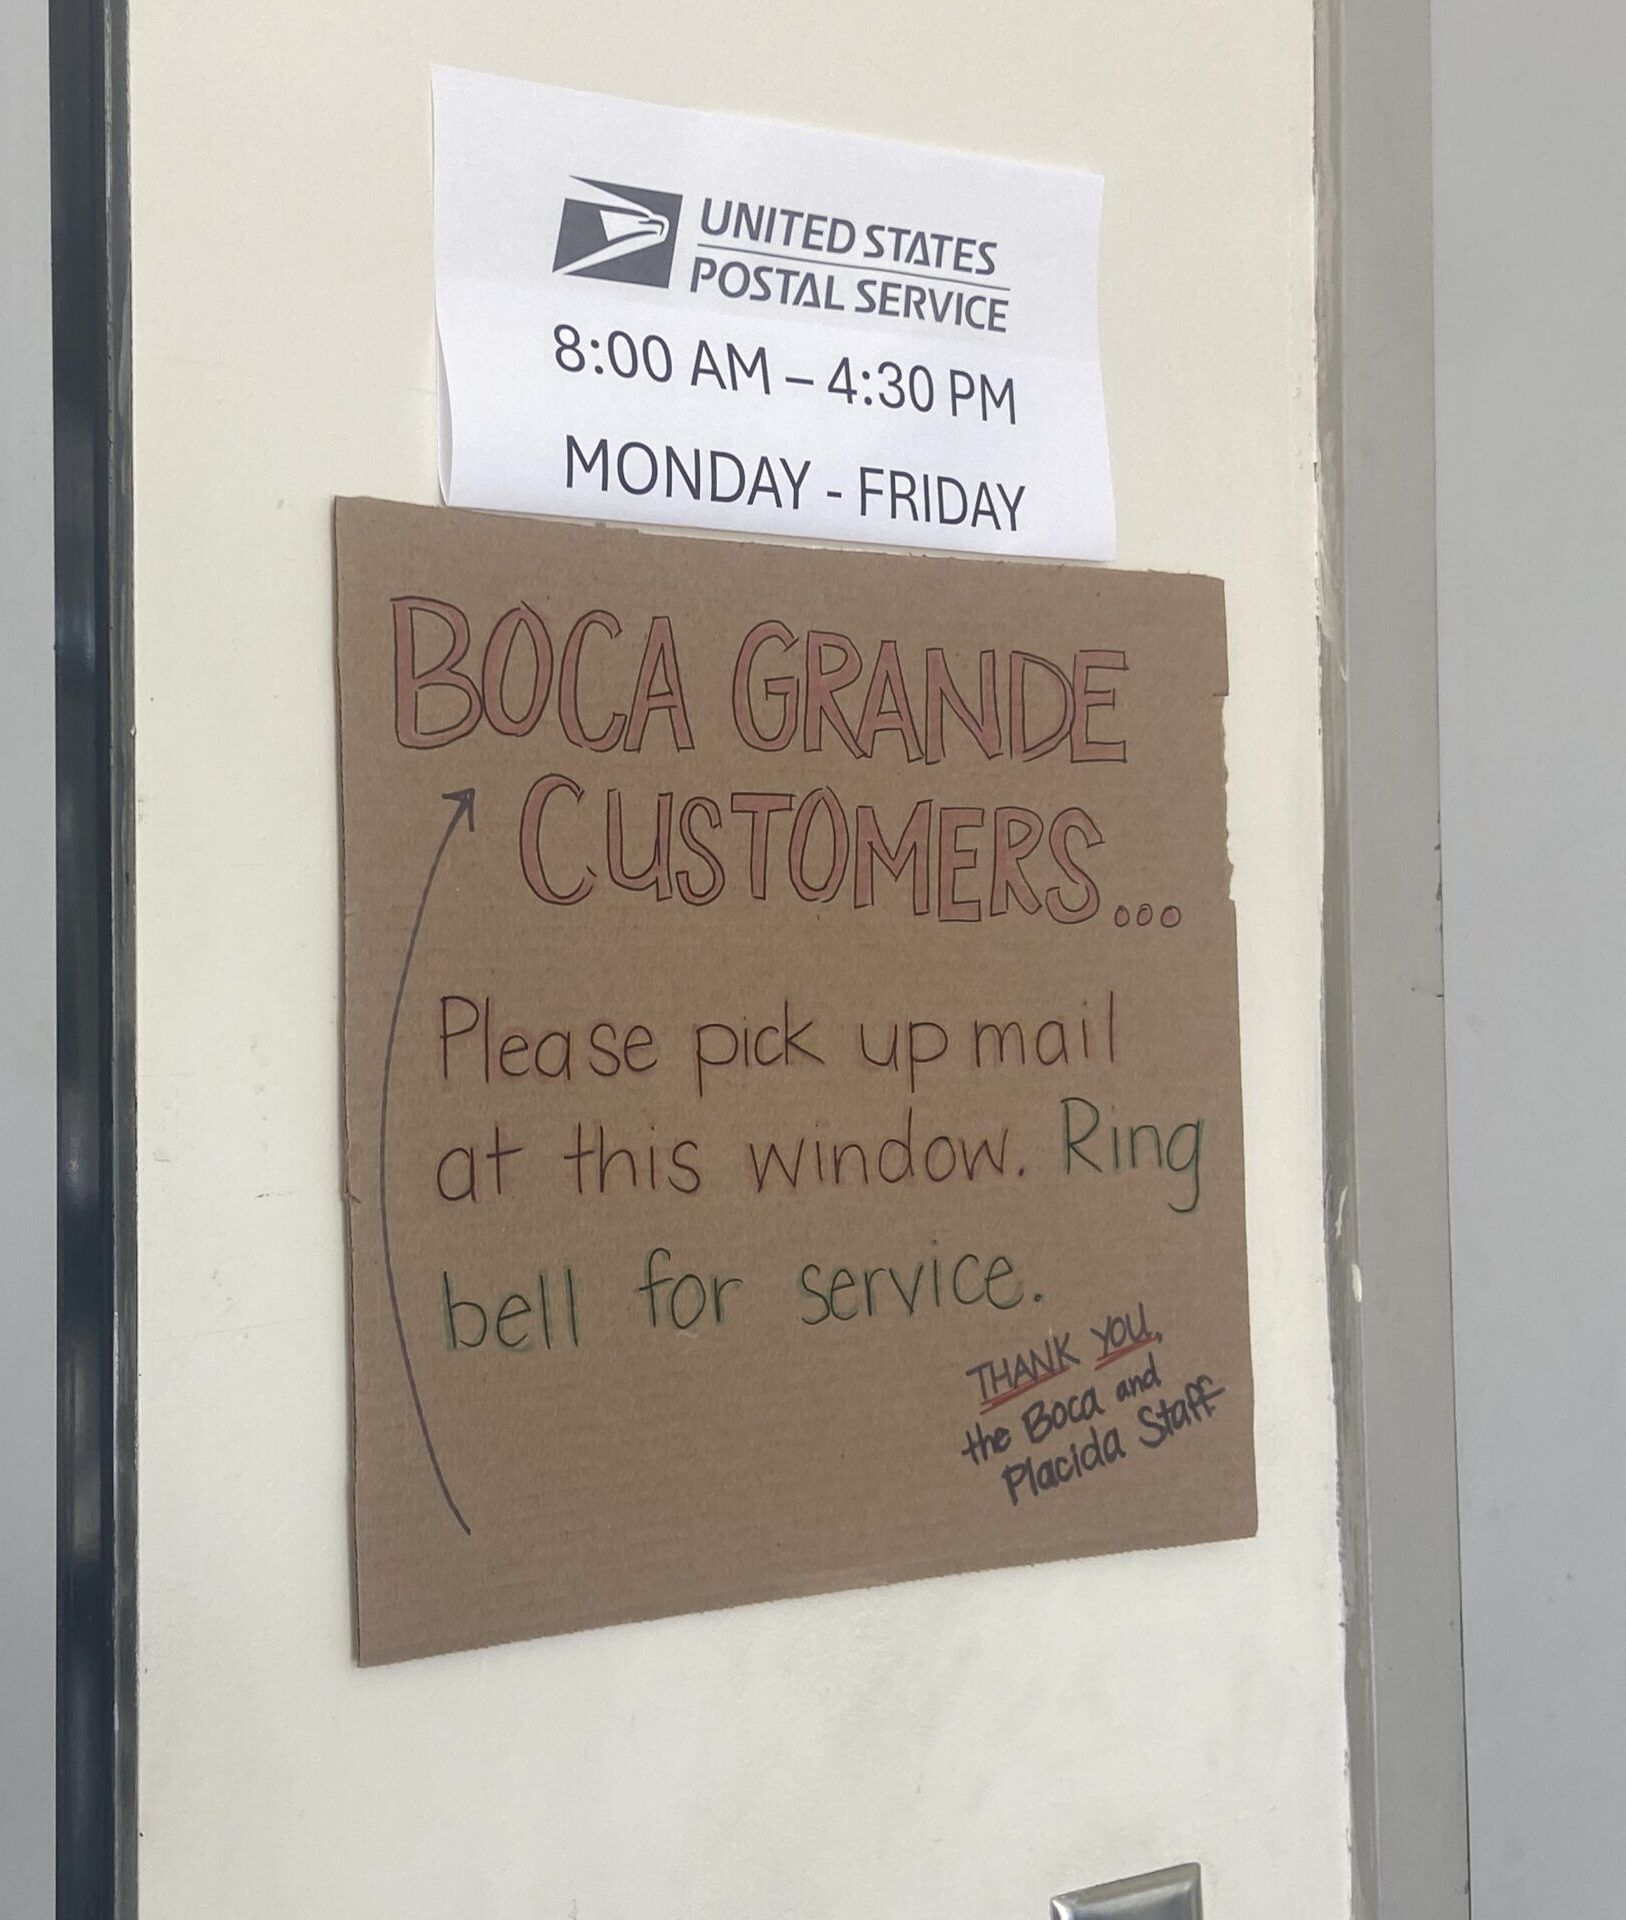 UNITED STATES
POSTAL SERVICE
8:00 AM – 4:30 PM
MONDAY - FRIDAY
BOCA GRANDE
CUSTOMERS...
Please pick up mail
at this window. Ring
bell for service.
THANK YOU,
the Boca and
Placida Staff